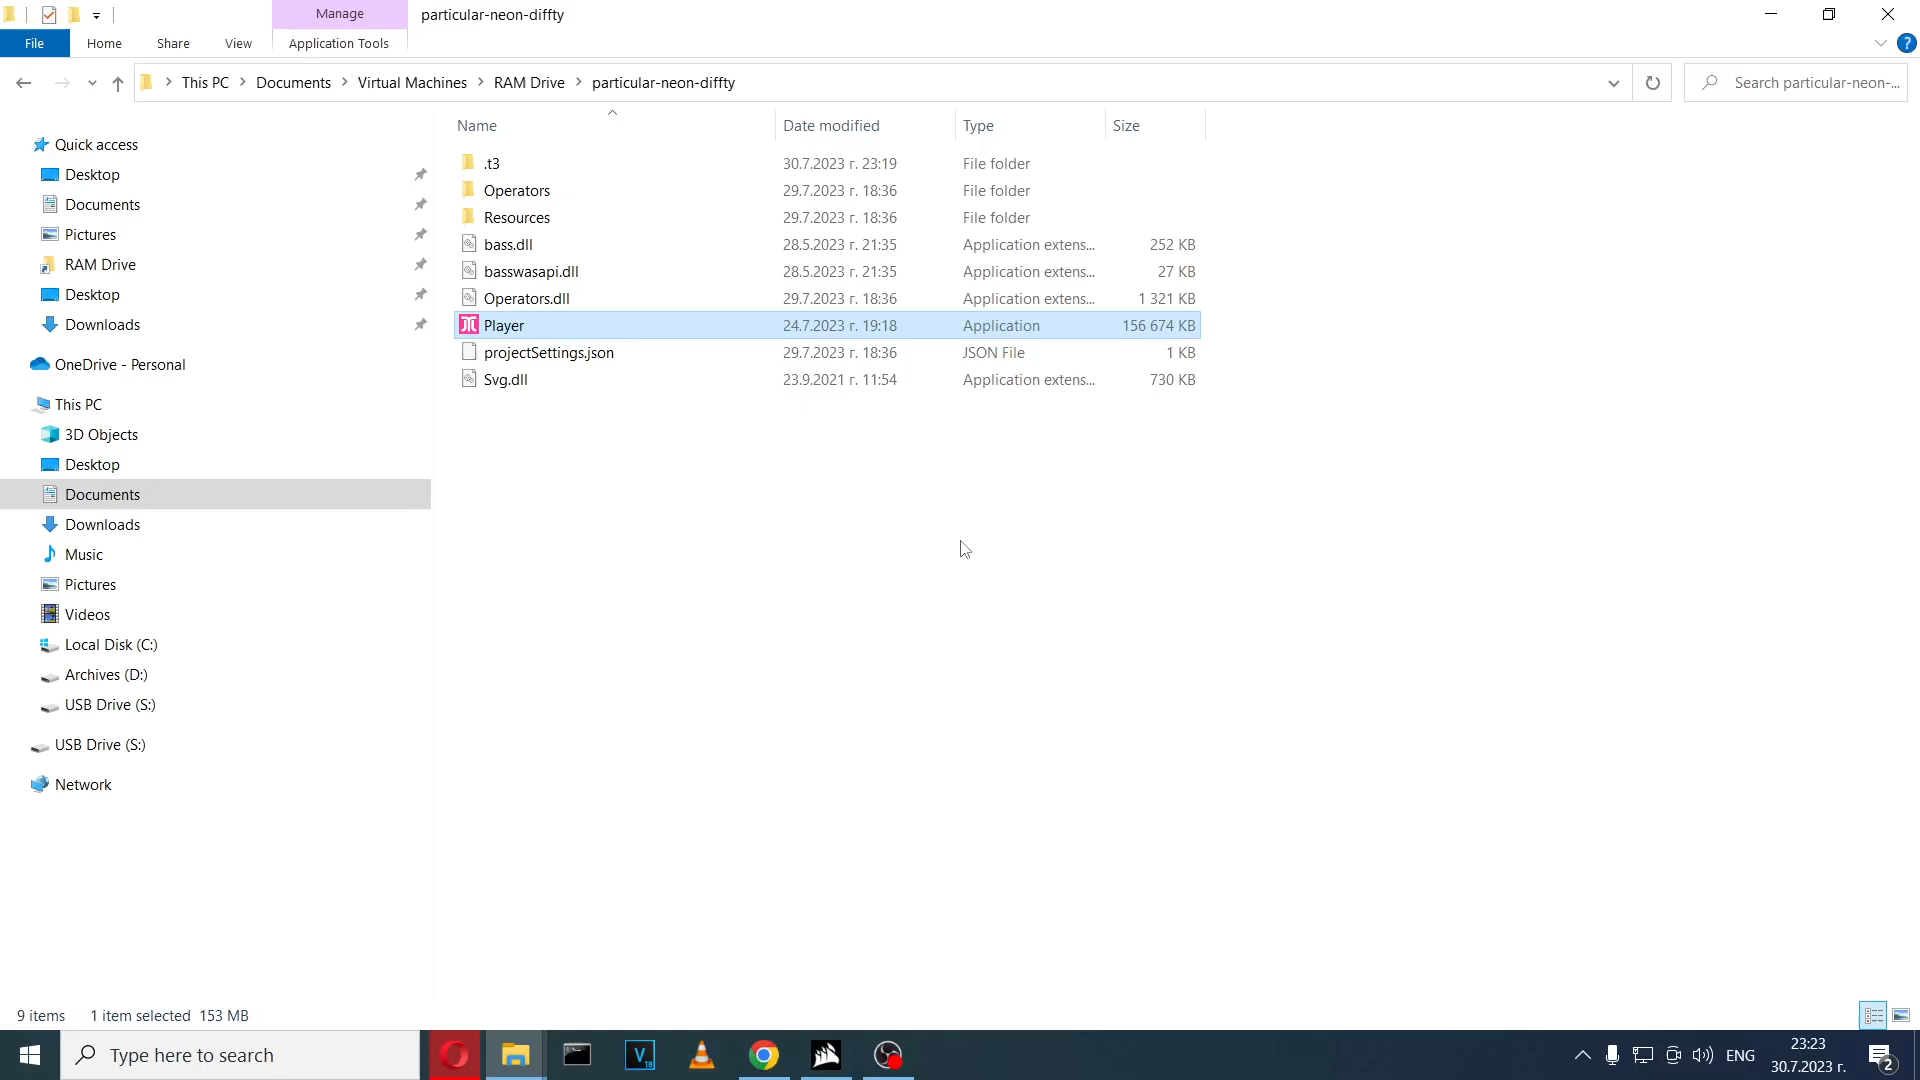 Manage
particular-neon-diffty
File
Home
Share
View
Application Tools
This PC
Documents
Virtual Machines
RAM Drive
particular-neon-diffty
Search particular-neon-...
Quick access
Desktop
Documents
Pictures
RAM Drive
Desktop
Downloads
OneDrive - Personal
This PC
3D Objects
Desktop
Documents
Downloads
Music
Pictures
Videos
Local Disk (C:)
Archives (D:)
USB Drive (S:)
USB Drive (S:)
Network
Name Date modified Type Size
.t3 30.7.2023 г. 23:19 File folder
Operators 29.7.2023 г. 18:36 File folder
Resources 29.7.2023 г. 18:36 File folder
bass.dll 28.5.2023 г. 21:35 Application extens... 252 KB
basswasapi.dll 28.5.2023 г. 21:35 Application extens... 27 KB
Operators.dll 29.7.2023 г. 18:36 Application extens... 1 321 KB
Player 24.7.2023 г. 19:18 Application 156 674 KB
projectSettings.json 29.7.2023 г. 18:36 JSON File 1 KB
Svg.dll 23.9.2021 г. 11:54 Application extens... 730 KB
9 items 1 item selected 153 MB
Type here to search
ENG
23:23
30.7.2023 г.
2